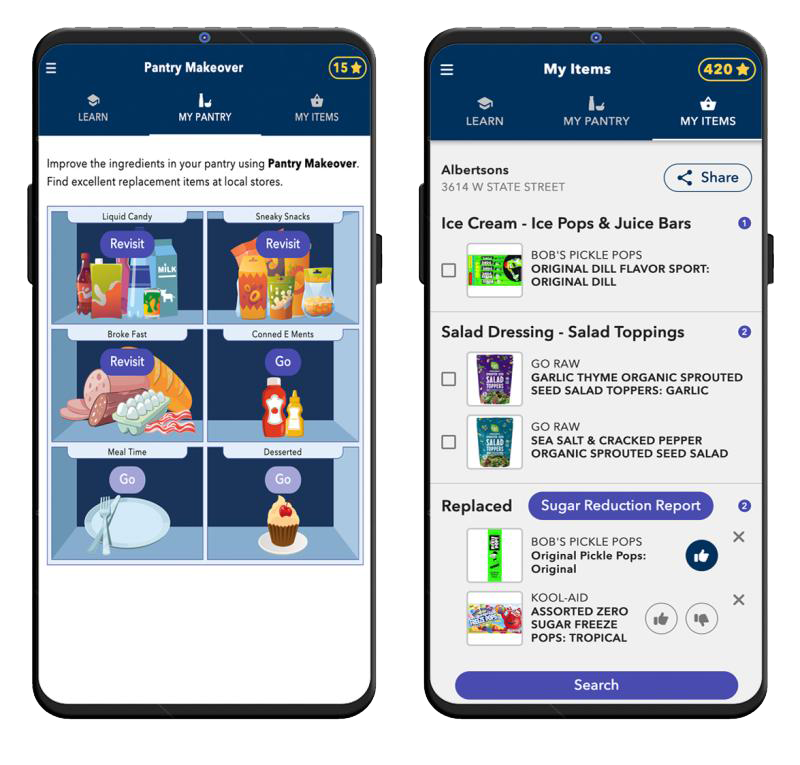 Pantry Makeover
15
LEARN
MY PANTRY
MY ITEMS
Improve the ingredients in your pantry using Pantry Makeover.
Find excellent replacement items at local stores.
Liquid Candy
Revisit
MILK
Sneaky Snacks
Revisit
Broke Fast
Revisit
Conned E Ments
Go
Meal Time
Go
Desserted
Go
My Items
420
LEARN
MY PANTRY
MY ITEMS
Albertsons
3614 W STATE STREET
Share
Ice Cream - Ice Pops & Juice Bars
1
BOB'S PICKLE POPS
ORIGINAL DILL FLAVOR SPORT:
ORIGINAL DILL
Salad Dressing - Salad Toppings
2
SALAD
TOPPERS
GO RAW
GARLIC THYME ORGANIC SPROUTED
SEED SALAD TOPPERS: GARLIC
SALAD
TOPPERS
GO RAW
SEA SALT & CRACKED PEPPER
ORGANIC SPROUTED SEED SALAD
Replaced
Sugar Reduction Report
2
BOB'S PICKLE POPS
Original Pickle Pops:
Original
KOOL-AID
ASSORTED ZERO
SUGAR FREEZE
POPS: TROPICAL
Search